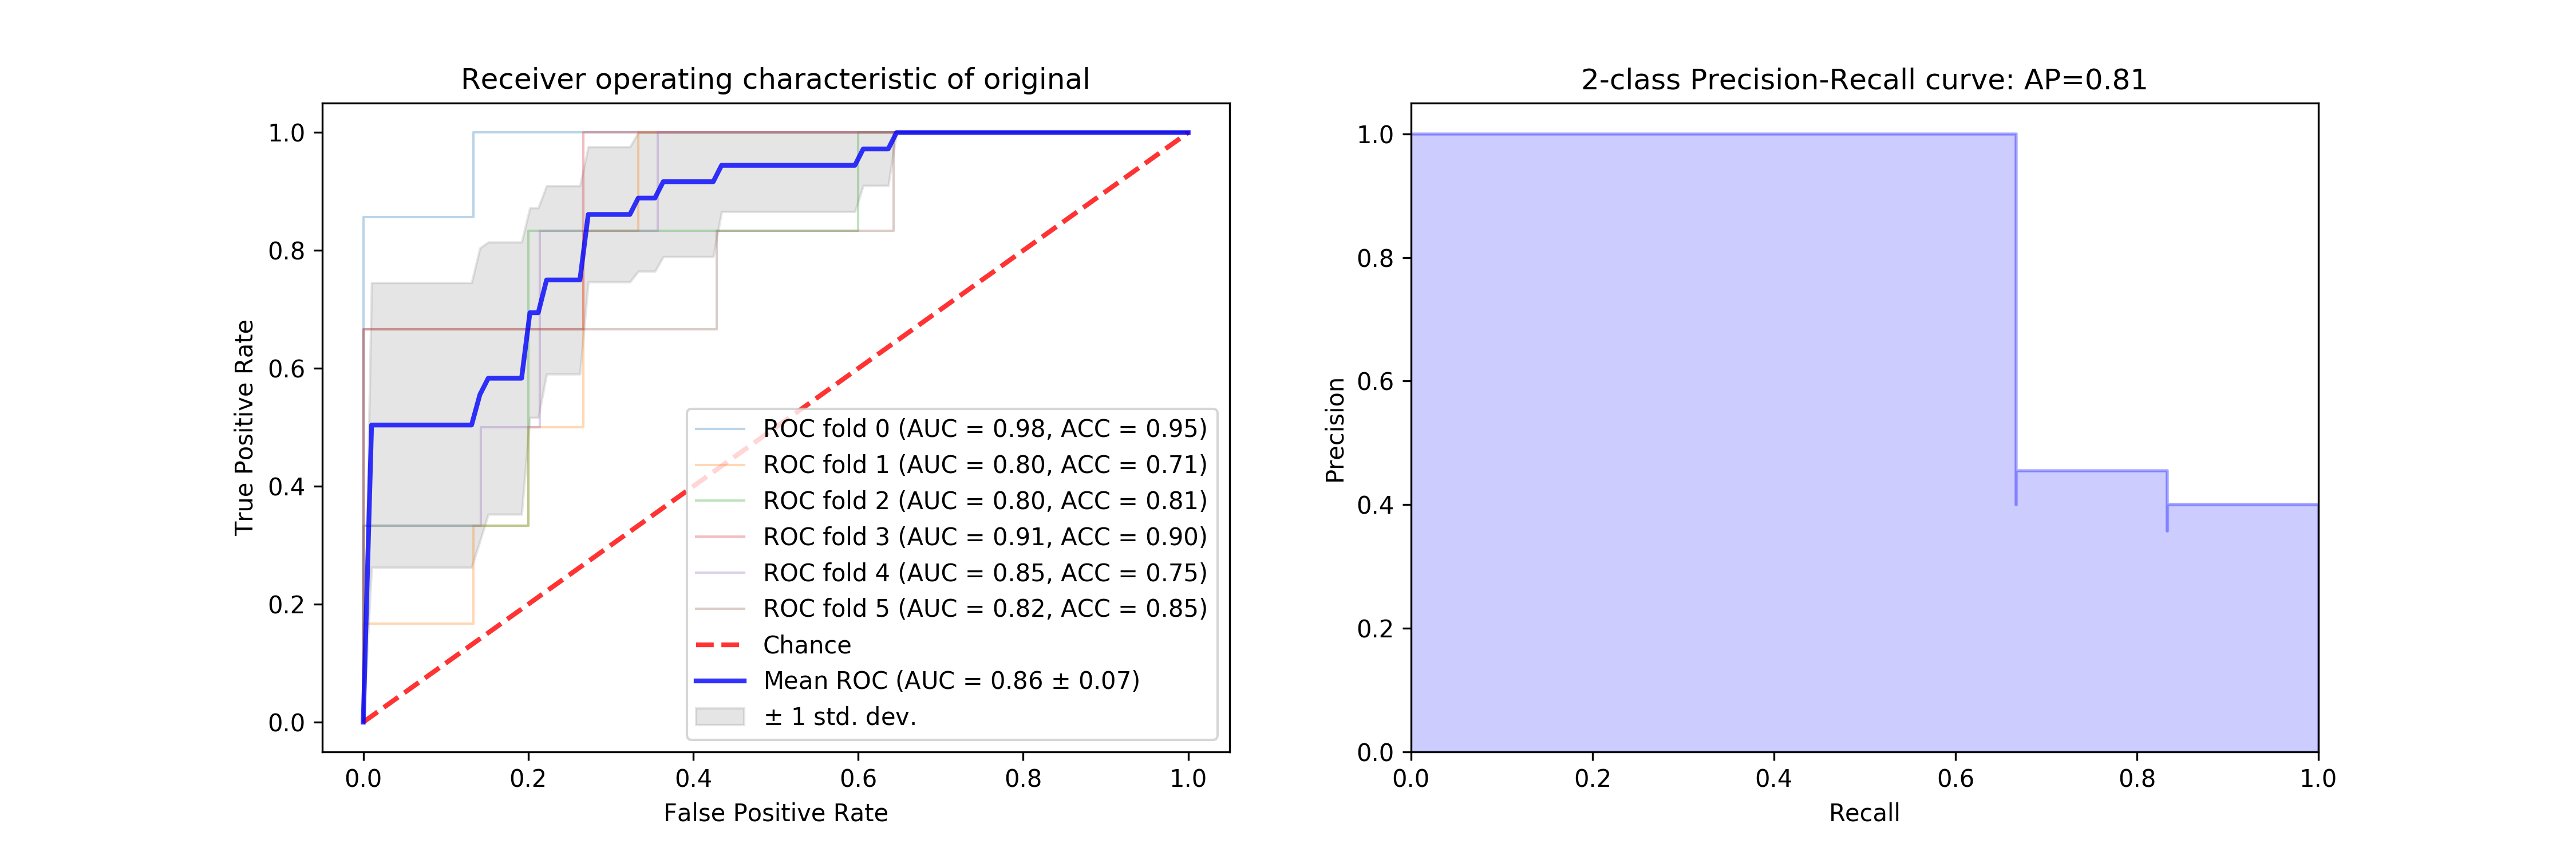 Receiver operating characteristic of original
1.0
0.8
0.6
0.4
0.2
0.0
True Positive Rate
0.0 0.2 0.4 0.6 0.8 1.0
False Positive Rate
ROC fold 0 (AUC = 0.98, ACC = 0.95)
ROC fold 1 (AUC = 0.80, ACC = 0.71)
ROC fold 2 (AUC = 0.80, ACC = 0.81)
ROC fold 3 (AUC = 0.91, ACC = 0.90)
ROC fold 4 (AUC = 0.85, ACC = 0.75)
ROC fold 5 (AUC = 0.82, ACC = 0.85)
Chance
Mean ROC (AUC = 0.86 ± 0.07)
± 1 std. dev.
2-class Precision-Recall curve: AP=0.81
1.0
0.8
0.6
0.4
0.2
0.0
Precision
0.0 0.2 0.4 0.6 0.8 1.0
Recall